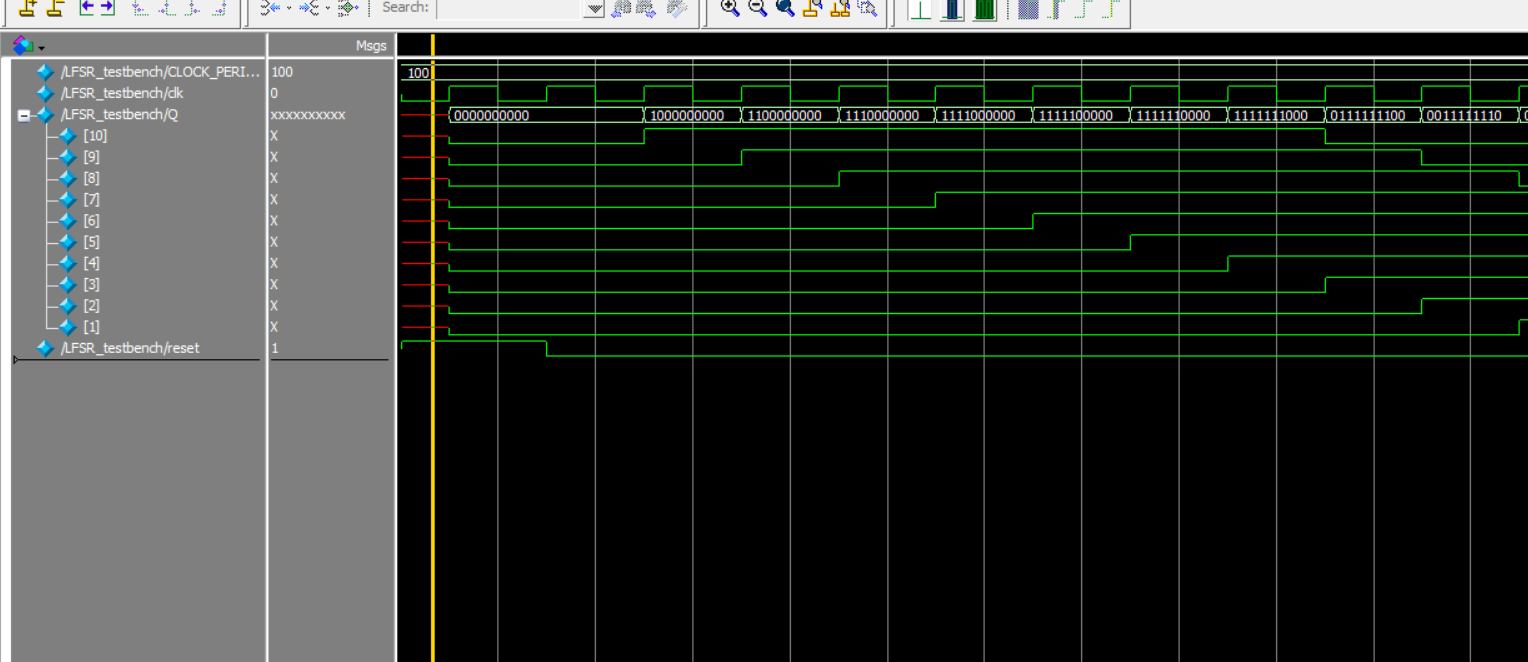 Search:
Msgs
/LFSR_testbench/CLOCK_PERI... 100 100
/LFSR_testbench/clk 0
/LFSR_testbench/Q xxxxxxxxxx 0000000000 1000000000 1100000000 1110000000 1111000000 1111100000 1111110000 1111111000 0111111100 0011111110
[10] X
[9] X
[8] X
[7] X
[6] X
[5] X
[4] X
[3] X
[2] X
[1] X
/LFSR_testbench/reset 1